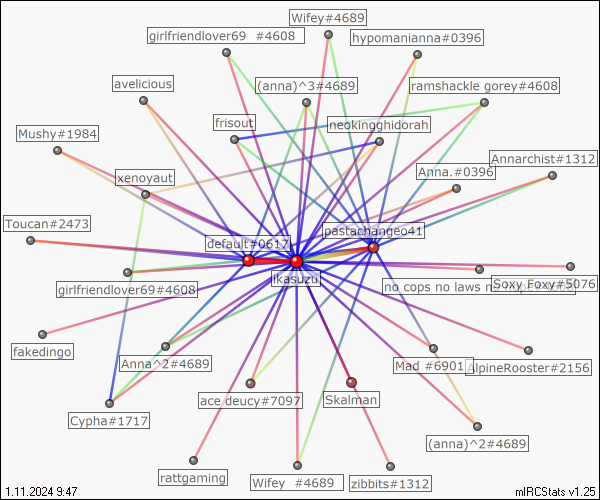 Wifey#4689
girlfriendlover69 #4608
hypomanianna#0396
avelicious
(anna)^3#4689
ramshackle gorey#4608
frisout
neokingghidorah
Mushy#1984
Annarchist#1312
Anna.#0396
xenoyaut
Toucan#2473
pastachangeo41
default#0617
ikasuzu
girlfriendlover69#4608
no cops no laws n
Soxy Foxy#5076
fakedingo
Anna^2#4689
Mad #6901
AlpineRooster#2156
ace deucy#7097
Skalman
Cypha#1717
(anna)^2#4689
rattgaming
Wifey #4689
zibbits#1312
1.11.2024 9:47
mIRCStats v1.25